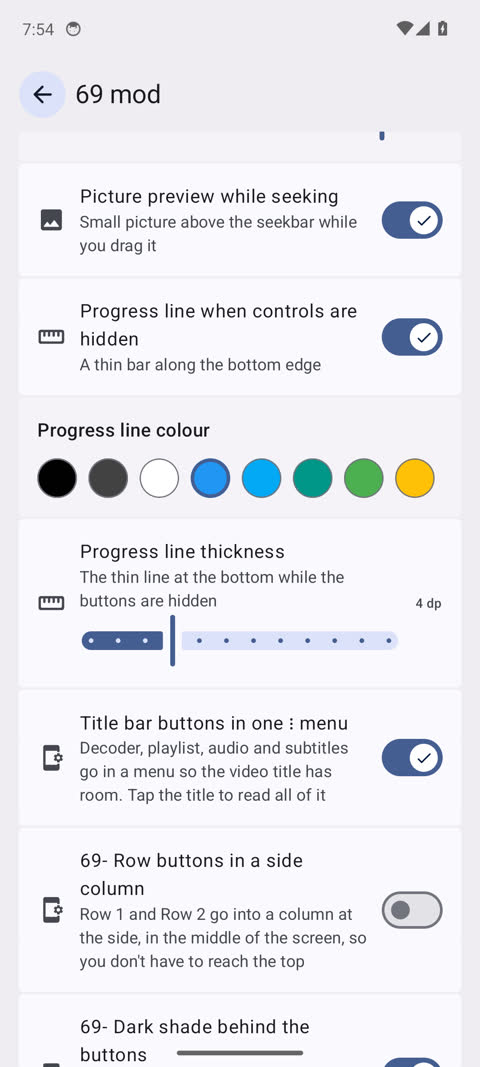 7:54
69 mod
Picture preview while seeking
Small picture above the seekbar while
you drag it
Progress line when controls are
hidden
A thin bar along the bottom edge
Progress line colour
Progress line thickness
The thin line at the bottom while the
buttons are hidden
4 dp
Title bar buttons in one ⋮ menu
Decoder, playlist, audio and subtitles
go in a menu so the video title has
room. Tap the title to read all of it
69- Row buttons in a side
column
Row 1 and Row 2 go into a column at
the side, in the middle of the screen, so
you don't have to reach the top
69- Dark shade behind the
buttons